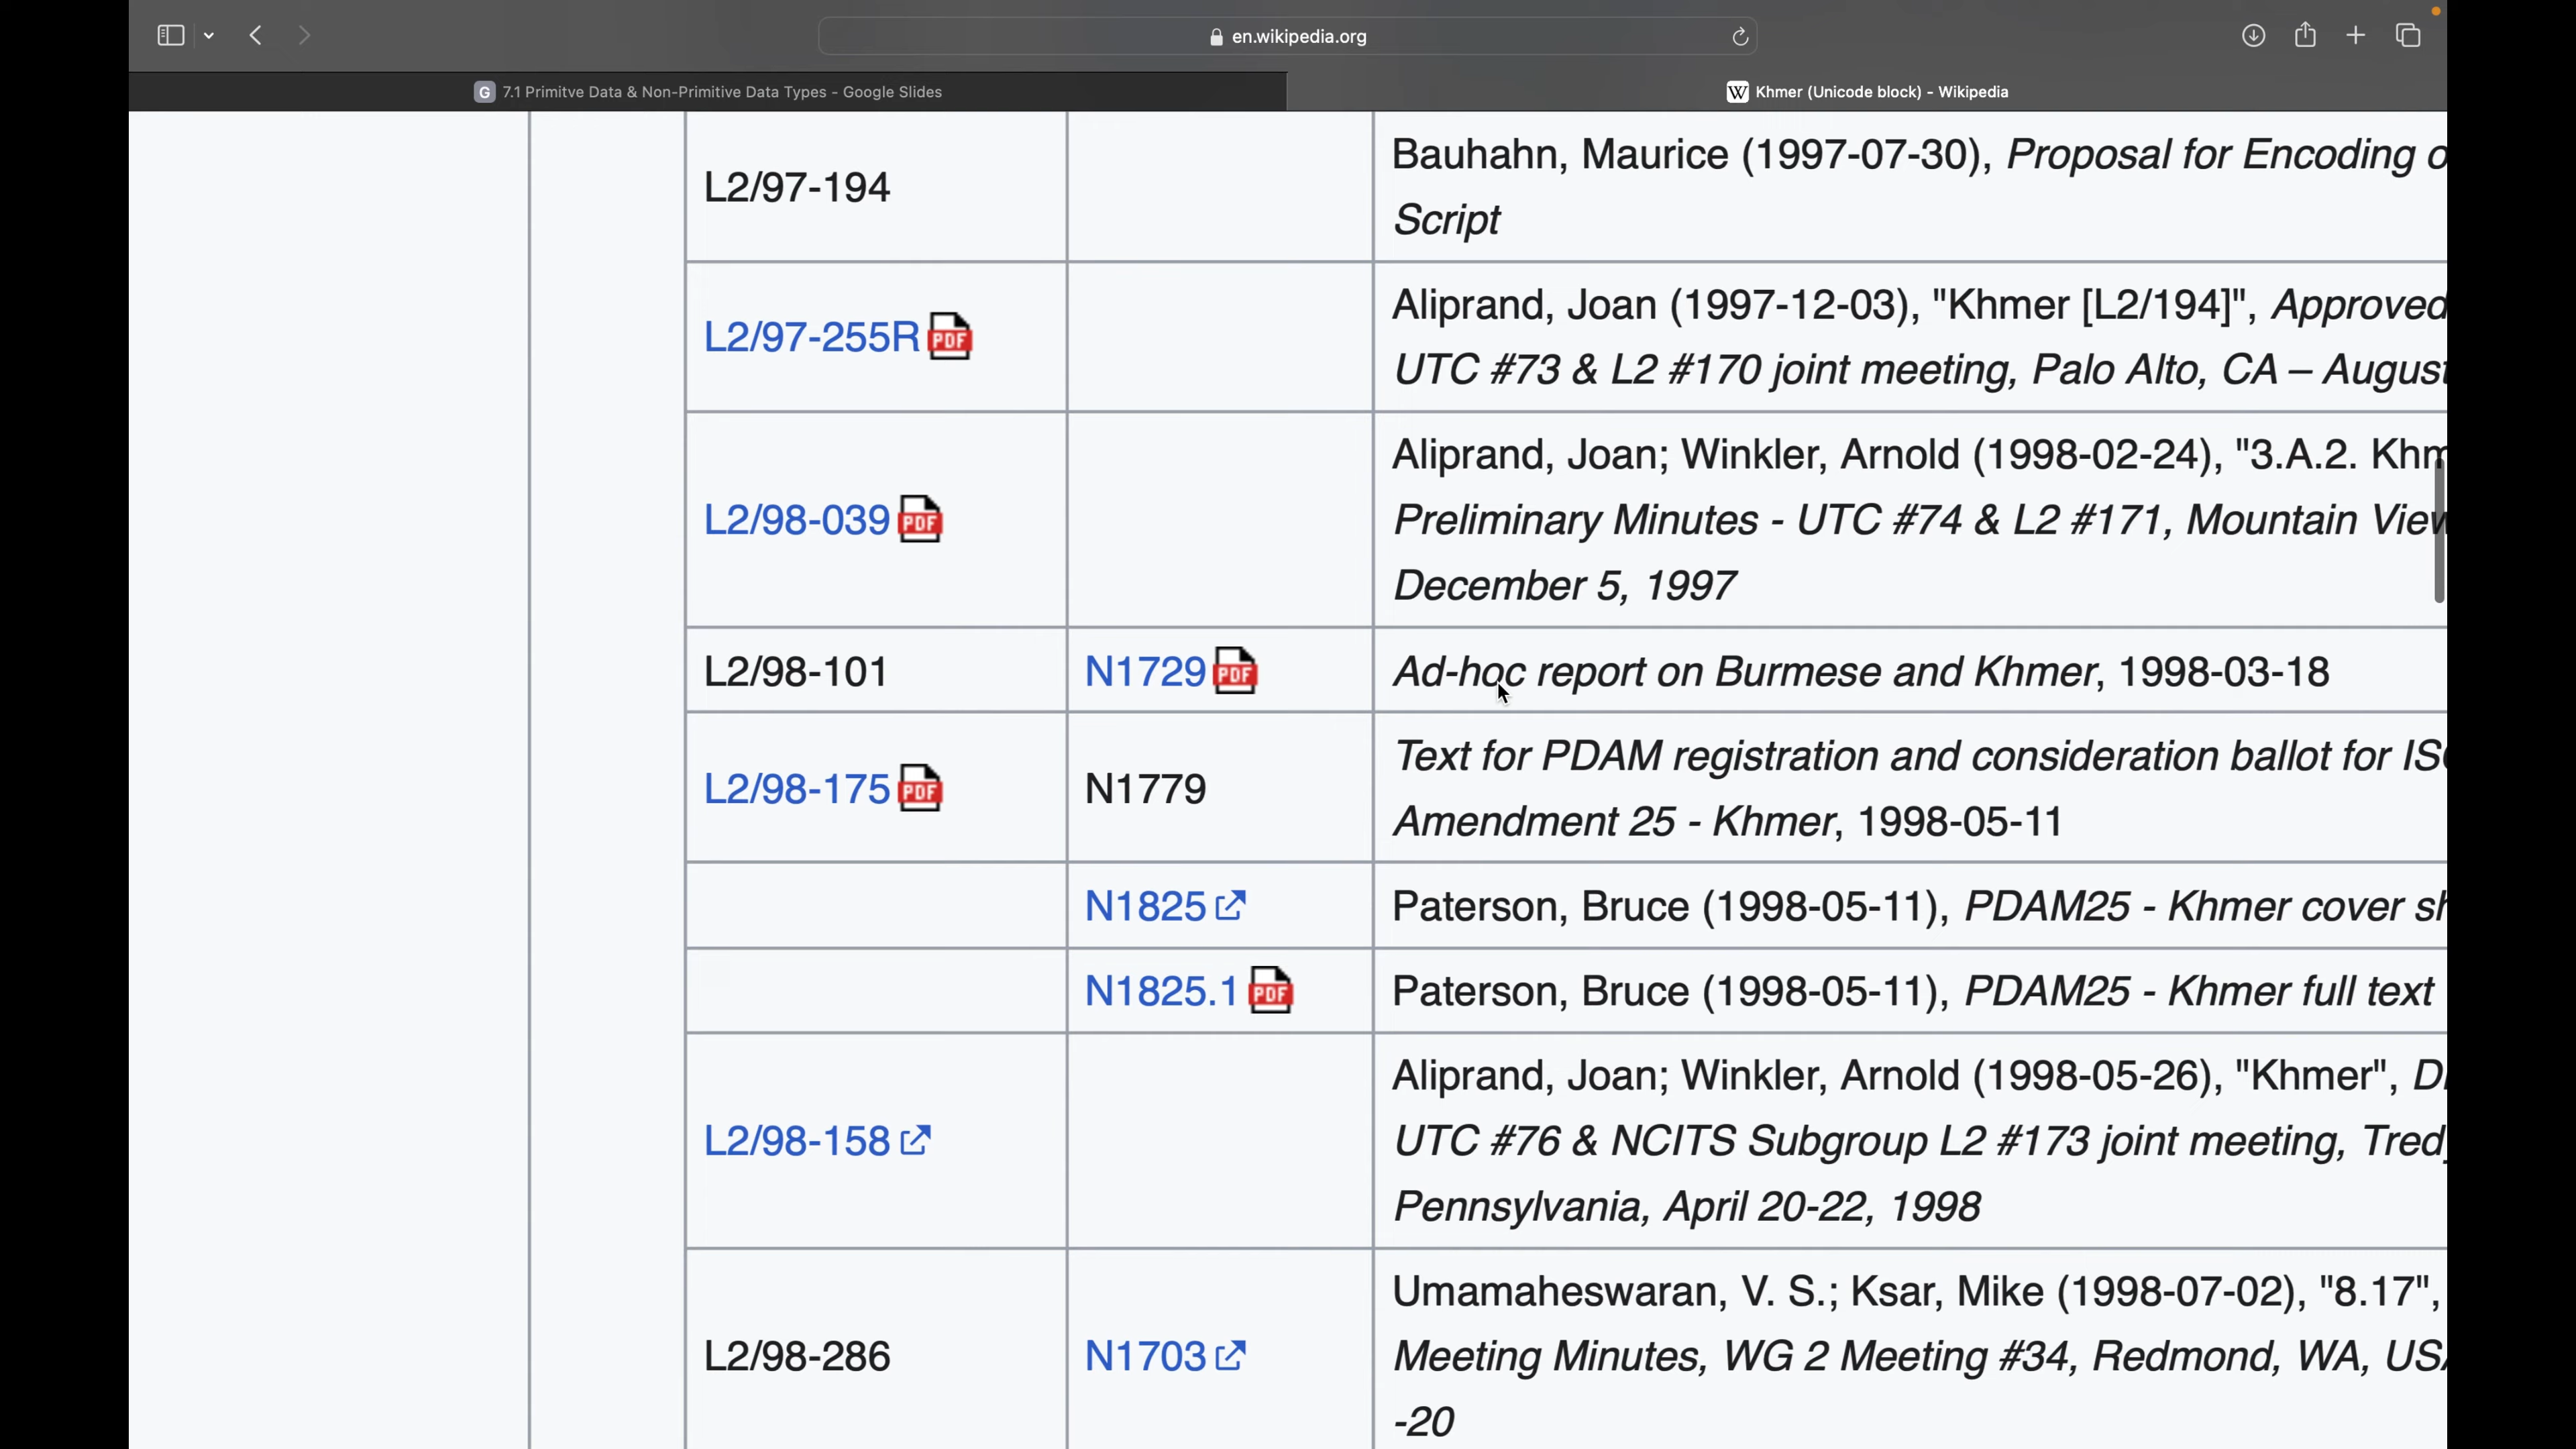 en.wikipedia.org
7.1 Primitve Data & Non-Primitive Data Types - Google Slides
Khmer (Unicode block) - Wikipedia
L2/97-194
Bauhahn, Maurice (1997-07-30), Proposal for Encoding
Script
L2/97-255R PDF
Aliprand, Joan (1997-12-03), "Khmer [L2/194]", Approved
UTC #73 & L2 #170 joint meeting, Palo Alto, CA – August
L2/98-039 PDF
Aliprand, Joan; Winkler, Arnold (1998-02-24), "3.A.2.
Preliminary Minutes - UTC #74 & L2 #171, Mountain View
December 5, 1997
L2/98-101
N1729 PDF
Ad-hoc report on Burmese and Khmer, 1998-03-18
L2/98-175 PDF
N1779
Text for PDAM registration and consideration ballot for
Amendment 25 - Khmer, 1998-05-11
N1825
Paterson, Bruce (1998-05-11), PDAM25 - Khmer cover
N1825.1 PDF
Paterson, Bruce (1998-05-11), PDAM25 - Khmer full text
L2/98-158
Aliprand, Joan; Winkler, Arnold (1998-05-26), "Khmer",
UTC #76 & NCITS Subgroup L2 #173 joint meeting,
Pennsylvania, April 20-22, 1998
L2/98-286
N1703
Umamaheswaran, V. S.; Ksar, Mike (1998-07-02), "8.17",
Meeting Minutes, WG 2 Meeting #34, Redmond, WA,
-20